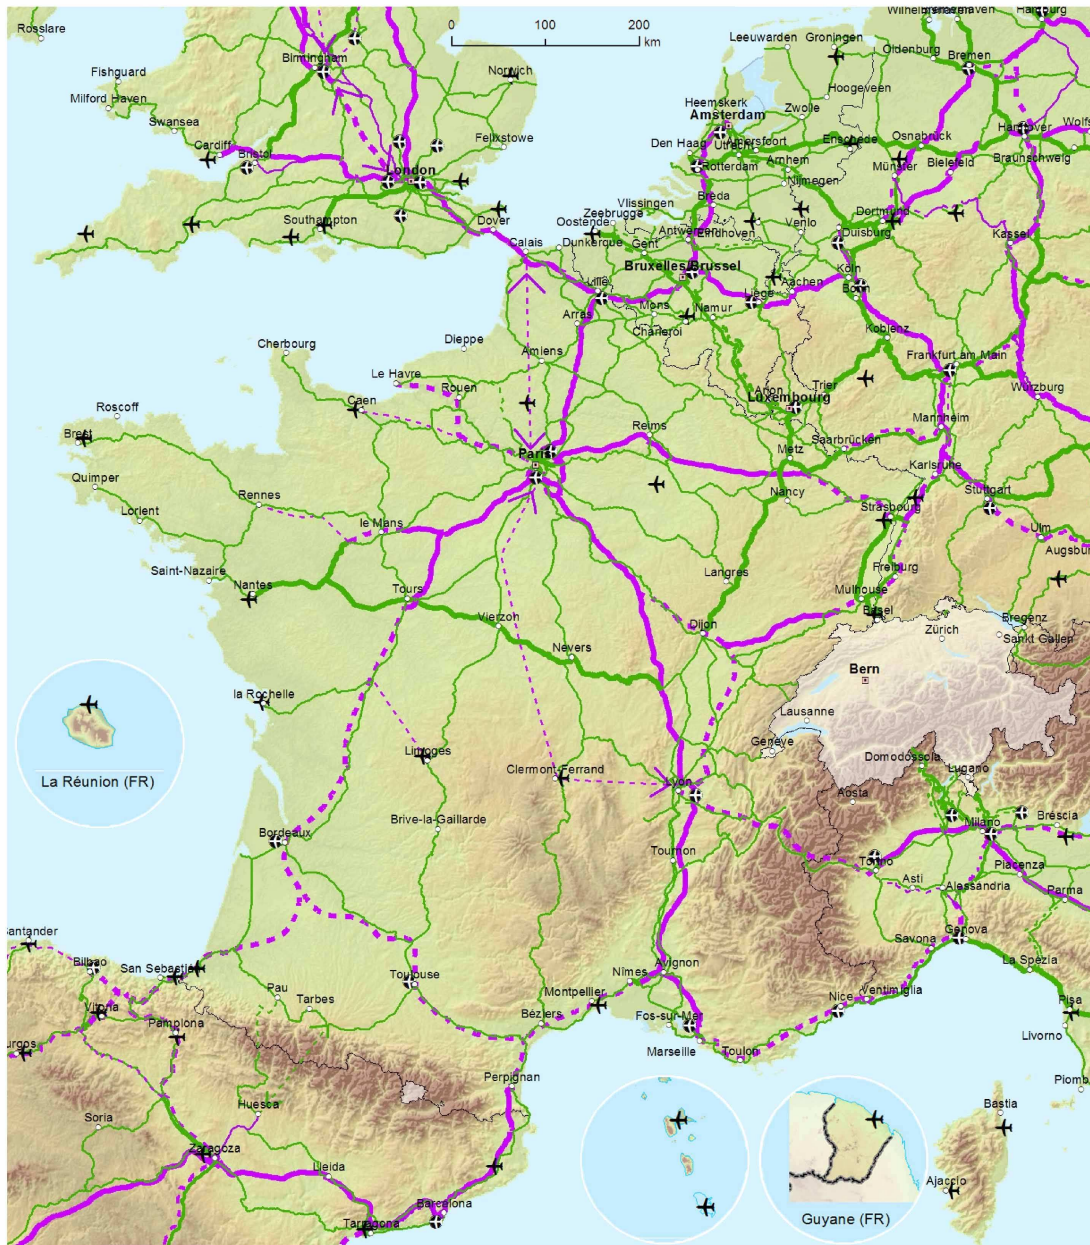 0 100 200
km
Rosslare
Wilhelmshaven
Bremerhaven
Hamburg
Leeuwarden
Groningen
Oldenburg
Bremen
Birmingham
Fishguard
Norwich
Milford Haven
Hoogeveen
Swansea
Heemskerk
Amsterdam
Zwolle
Cardiff
Bristol
Felixstowe
Den Haag
Utrecht
Amersfoort
Enschede
Osnabrück
Hannover
Wolfs
London
Rotterdam
Arnhem
Münster
Bielefeld
Braunschweig
Nijmegen
Southampton
Dover
Oostende
Zeebrugge
Vlissingen
Breda
Venlo
Dortmund
Calais
Dunkerque
Gent
Antwerpen
Eindhoven
Duisburg
Kassel
Bruxelles/Brussel
Lille
Liège
Aachen
Köln
Bonn
Arras
Mons
Namur
Charleroi
Koblenz
Dieppe
Cherbourg
Amiens
Frankfurt am Main
Le Havre
Rouen
Arlon
Trier
Luxembourg
Würzburg
Roscoff
Caen
Brest
Reims
Saarbrücken
Mannheim
Paris
Metz
Quimper
Karlsruhe
Rennes
Nancy
Stuttgart
Lorient
le Mans
Strasbourg
Ulm
Augsbur
Saint-Nazaire
Nantes
Tours
Langres
Freiburg
Mulhouse
Basel
Vierzon
Dijon
Zürich
Bregenz
Sankt Gallen
Nevers
Bern
la Rochelle
Lausanne
Limoges
Genève
La Réunion (FR)
Clermont-Ferrand
Lyon
Domodossola
Lugano
Aosta
Brive-la-Gaillarde
Bordeaux
Milano
Brescia
Tournon
Torino
Asti
Piacenza
Alessandria
Parma
Santander
Genova
Savona
Bilbao
San Sebastian
Toulouse
Nîmes
Avignon
La Spezia
Pau
Tarbes
Montpellier
Nice
Ventimiglia
Vitoria
Pamplona
Béziers
Fos-sur-Mer
Pisa
Burgos
Marseille
Toulon
Livorno
Perpignan
Piomb
Soria
Huesca
Bastia
Zaragoza
Lleida
Ajaccio
Barcelona
Tarragona
Guyane (FR)